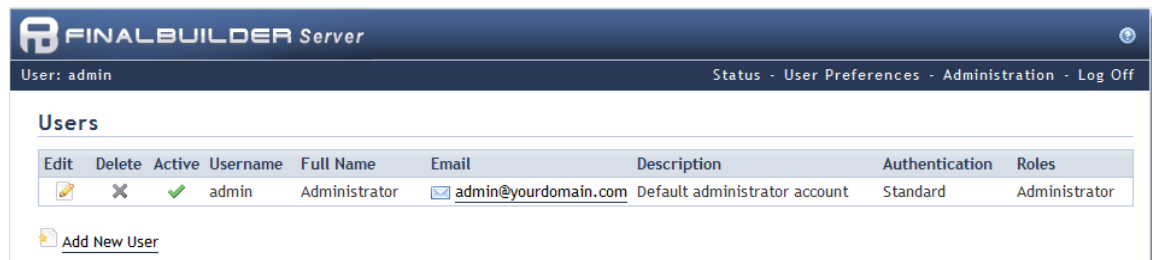 FINALBUILDER Server
User: admin Status - User Preferences - Administration - Log Off
Users
Edit Delete Active Username Full Name Email Description Authentication Roles
admin Administrator admin@yourdomain.com Default administrator account Standard Administrator
Add New User